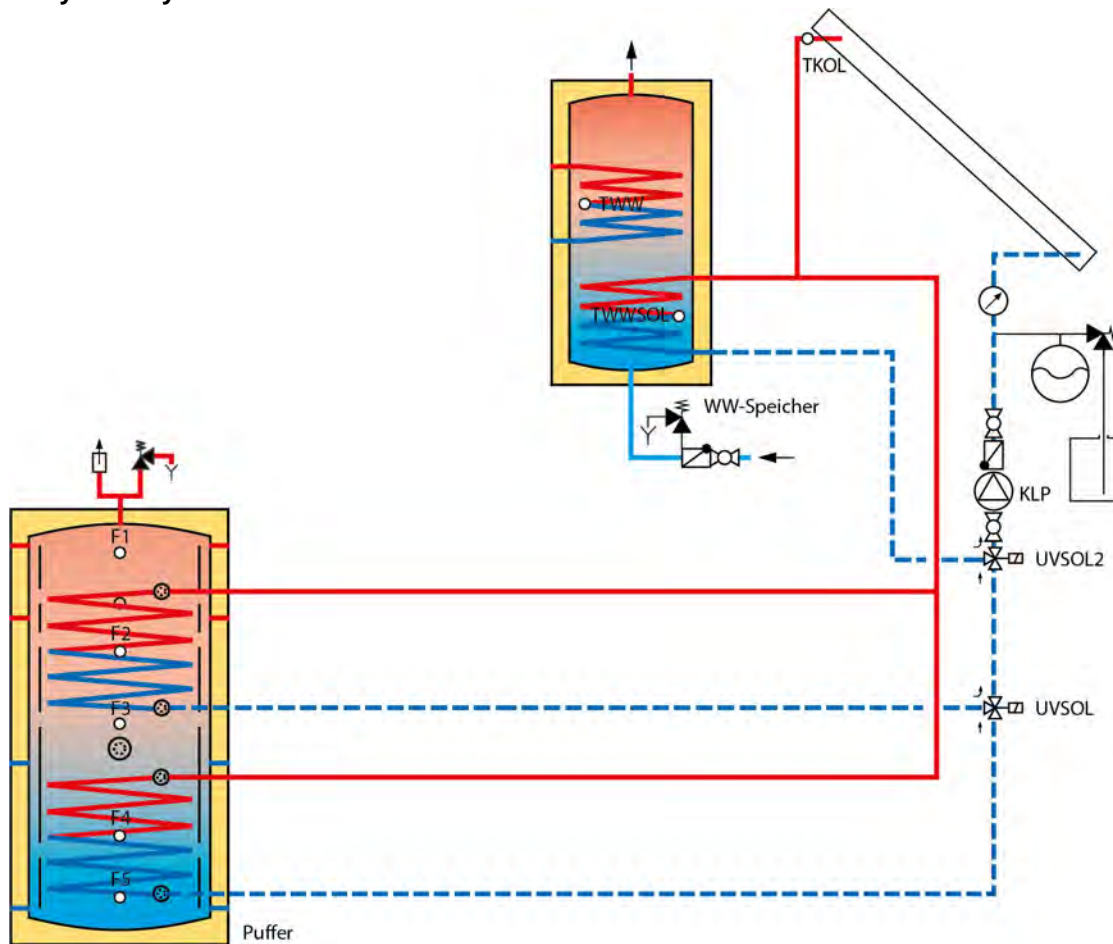 TKOL
TWW
TWWSOL
WW-Speicher
KLP
F1
UVSOL2
F2
F3
UVSOL
F4
F5
Puffer